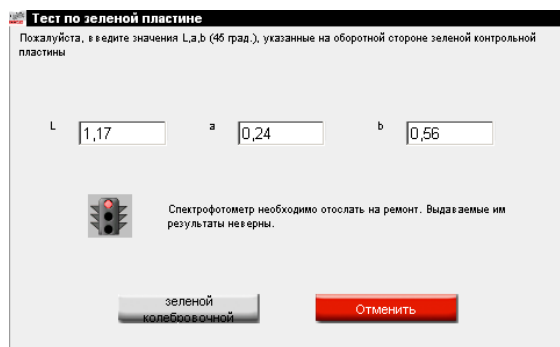 Тест по зеленой пластине
Пожалуйста, введите значения L,a,b (45 град.), указанные на оборотной стороне зеленой контрольной
пластины
L 1,17 a 0,24 b 0,56
Спектрофотометр необходимо отослать на ремонт. Выдаваемые им
результаты неверны.
зеленой
колебровочной
Отменить